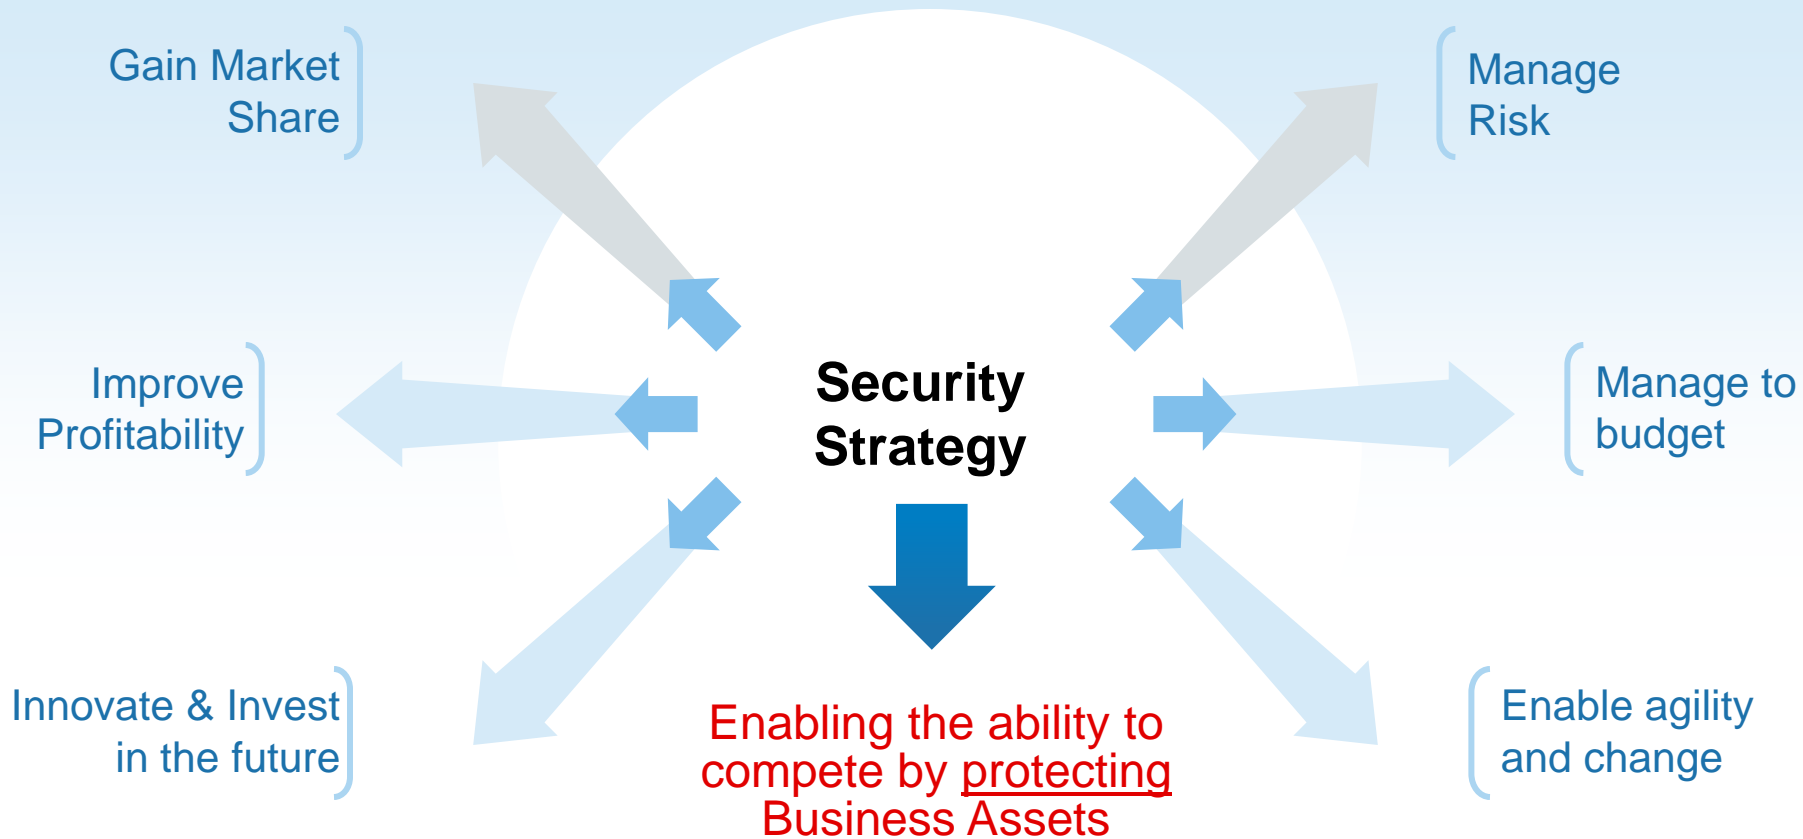 Gain Market
Share
Manage
Risk
Improve
Profitability
Security
Strategy
Manage to
budget
Innovate & Invest
in the future
Enabling the ability to
compete by protecting
Business Assets
Enable agility
and change